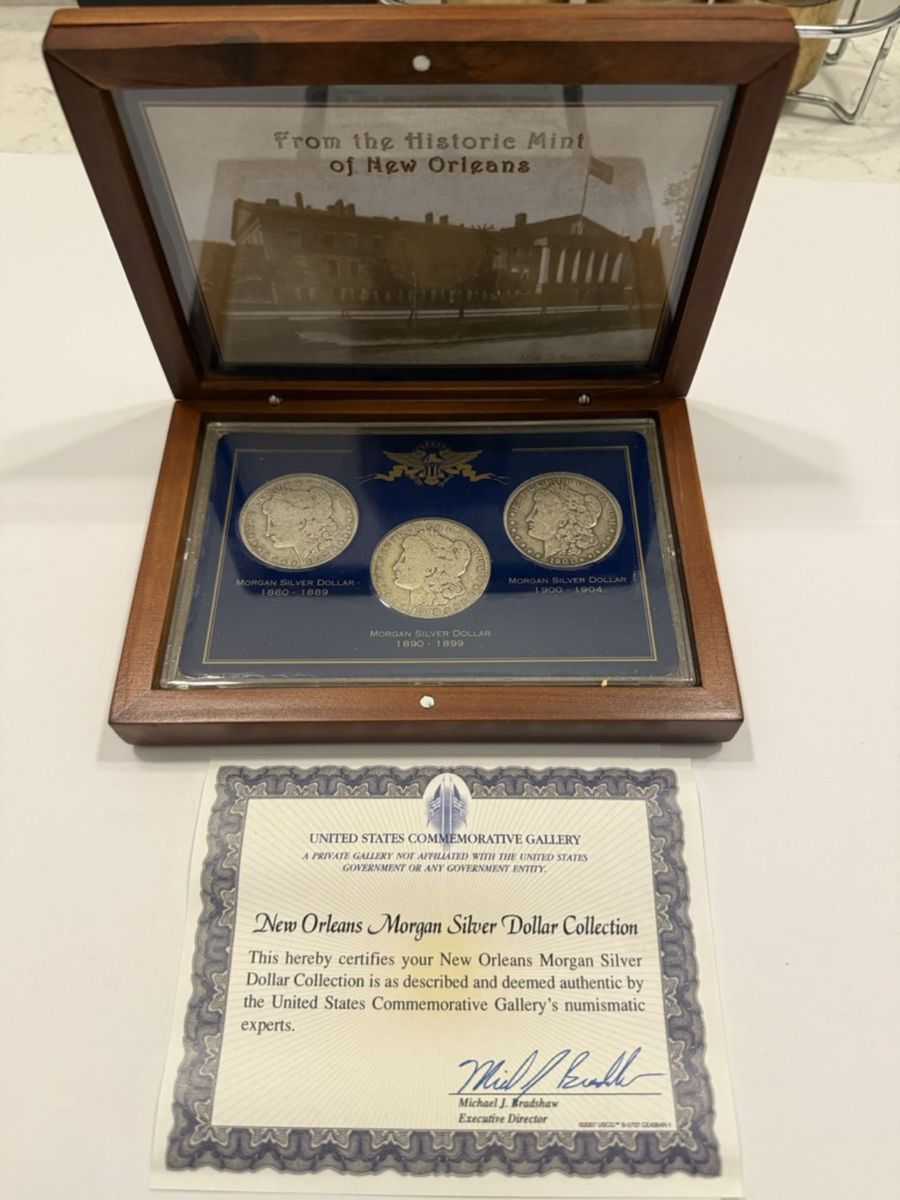 From the Historic Mint
of New Orleans
MORGAN SILVER DOLLAR
1880 - 1889
MORGAN SILVER DOLLAR
1890 - 1899
MORGAN SILVER DOLLAR
1900 - 1904
1901
UNITED STATES COMMEMORATIVE GALLERY
A PRIVATE GALLERY NOT AFFILIATED WITH THE UNITED STATES
GOVERNMENT OR ANY GOVERNMENT ENTITY.
New Orleans Morgan Silver Dollar Collection
This hereby certifies your New Orleans Morgan Silver
Dollar Collection is as described and deemed authentic by
the United States Commemorative Gallery's numismatic
experts.
Michael J. Bradshaw
Executive Director
©2007 USCG™